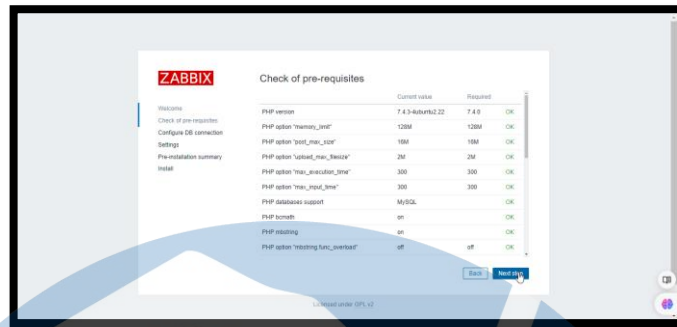 ZABBIX
Check of pre-requisites
Welcome
Check of pre-requisites
Configure DB connection
Settings
Pre-installation summary
Install
Current value Required
PHP version 7.4.3-4ubuntu2.22 7.4.0 OK
PHP option "memory_limit" 128M 128M OK
PHP option "post_max_size" 16M 16M OK
PHP option "upload_max_filesize" 2M 2M OK
PHP option "max_execution_time" 300 300 OK
PHP option "max_input_time" 300 300 OK
PHP databases support MySQL OK
PHP bcmath on OK
PHP mbstring on OK
PHP option "mbstring.func_overload" off off OK
Back Next step
Licensed under GPL v2